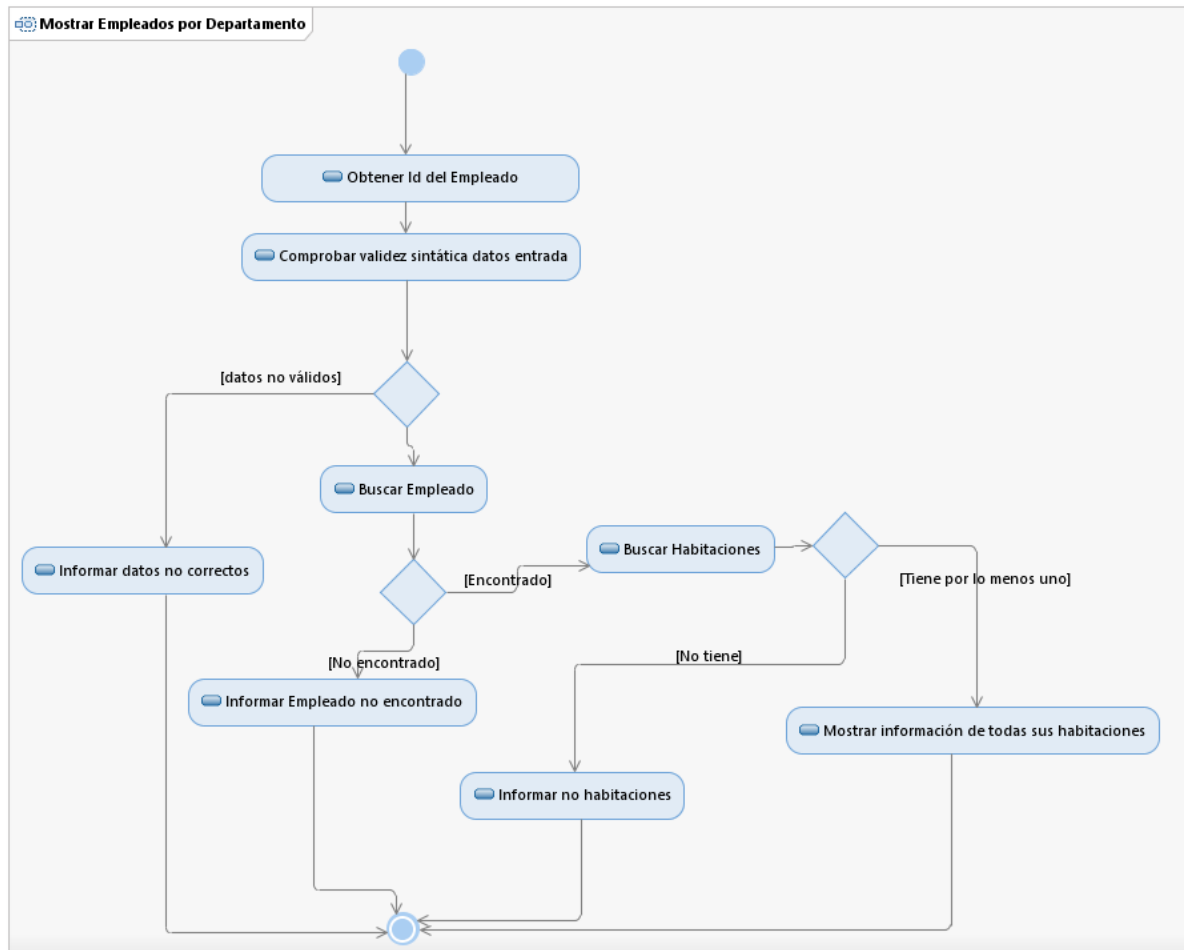 Mostrar Empleados por Departamento
Obtener Id del Empleado
Comprobar validez sintática datos entrada
[datos no válidos]
Buscar Empleado
Buscar Habitaciones
Informar datos no correctos
[Encontrado]
[Tiene por lo menos uno]
[No encontrado]
[No tiene]
Informar Empleado no encontrado
Mostrar información de todas sus habitaciones
Informar no habitaciones